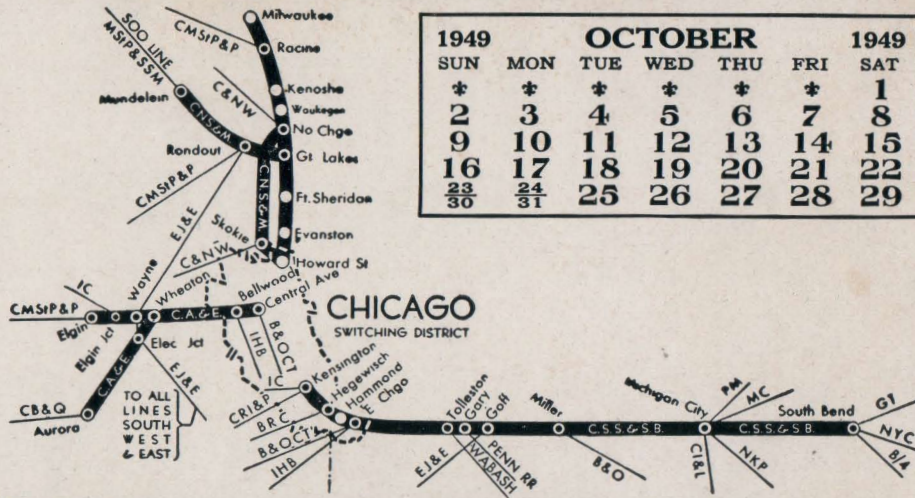 Milwaukee
CMStP&P
Racine
SOO LINE
MStP&SSM
Kenosha
C&NW
Waukegan
Mundelein
C.N.S.&M.
No Chgo
Rondout
Gt Lakes
CMStP&P
EJ&E
C.N.S.&M.
Ft. Sheridan
Skokie
Evanston
C&NW
Howard St
1949 OCTOBER 1949
SUN MON TUE WED THU FRI SAT
* * * * * * 1
2 3 4 5 6 7 8
9 10 11 12 13 14 15
16 17 18 19 20 21 22
23/30 24/31 25 26 27 28 29
IC
Wayne
Wheaton
Bellwood
Central Ave
CMStP&P
Elgin
Elgin Jct
C.A.&E.
CHICAGO
SWITCHING DISTRICT
Elec Jct
IHB
B&OCT
C.A.&E.
EJ&E
CB&Q
Aurora
TO ALL
LINES
SOUTH
WEST
& EAST
IC
Kensington
CRI&P
Hegewisch
BRC
Hammond
B&OCT
E Chgo
IHB
Tolleston
Gary
Goff
Miller
EJ&E
WABASH
PENN RR
B&O
C.S.S.&S.B.
Michigan City
PM
MC
CI&L
NKP
C.S.S.&S.B.
South Bend
GT
NYC
B/4